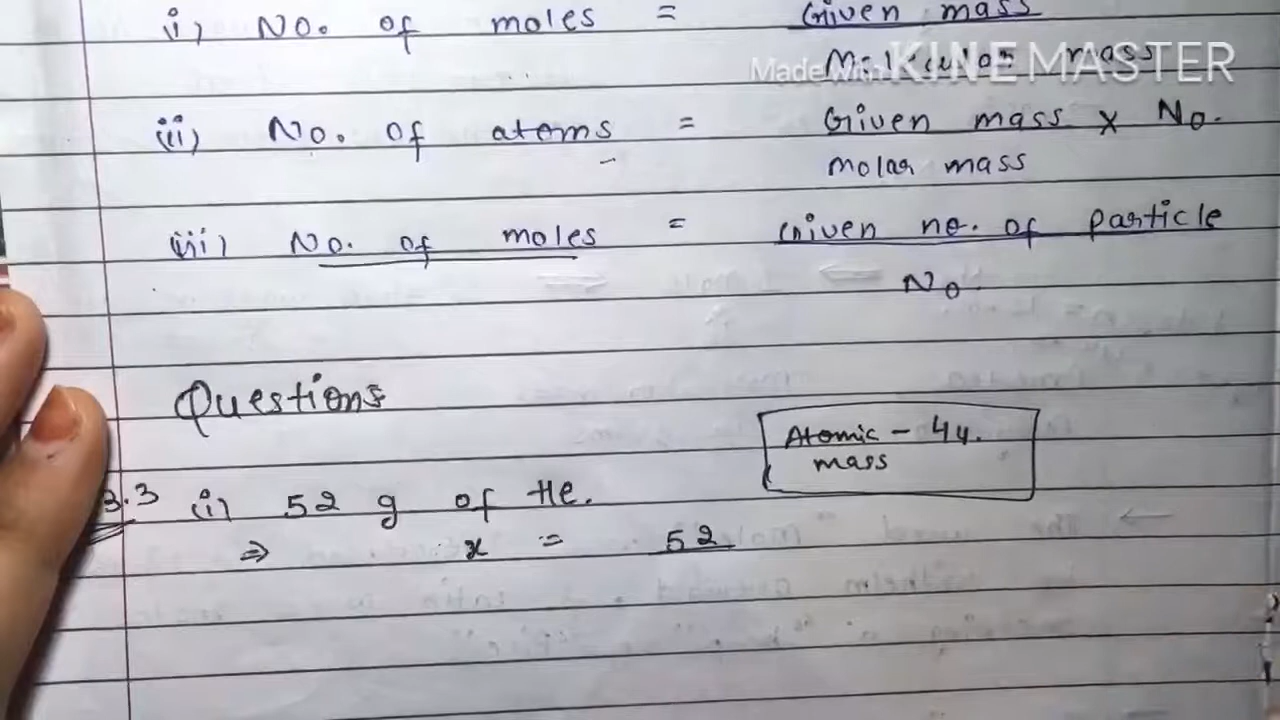 (i) No. of moles = Given mass
Molecular mass
Made with KINEMASTER
(ii) No. of atoms = Given mass x No.
molar mass
(iii) No. of moles = Given no. of particle
No.
Questions
Atomic - 4u.
mass
3.3 (i) 52 g of He.
⇒ x = 52